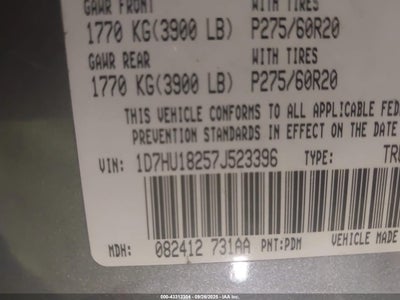 GAWR FRONT WITH TIRES
1770 KG(3900 LB) P275/60R20
GAWR REAR WITH TIRES
1770 KG(3900 LB) P275/60R20
THIS VEHICLE CONFORMS TO ALL APPLICABLE FED
PREVENTION STANDARDS IN EFFECT ON THE DATE
VIN: 1D7HU18257J523396 TYPE: TRU
MDH: 082412 731AA PNT:PDM VEHICLE MADE
000-43312304 - 09/26/2025 - IAA Inc.